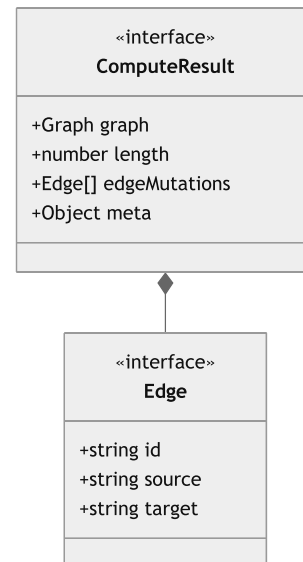 «interface»
ComputeResult
+Graph graph
+number length
+Edge[] edgeMutations
+Object meta
«interface»
Edge
+string id
+string source
+string target